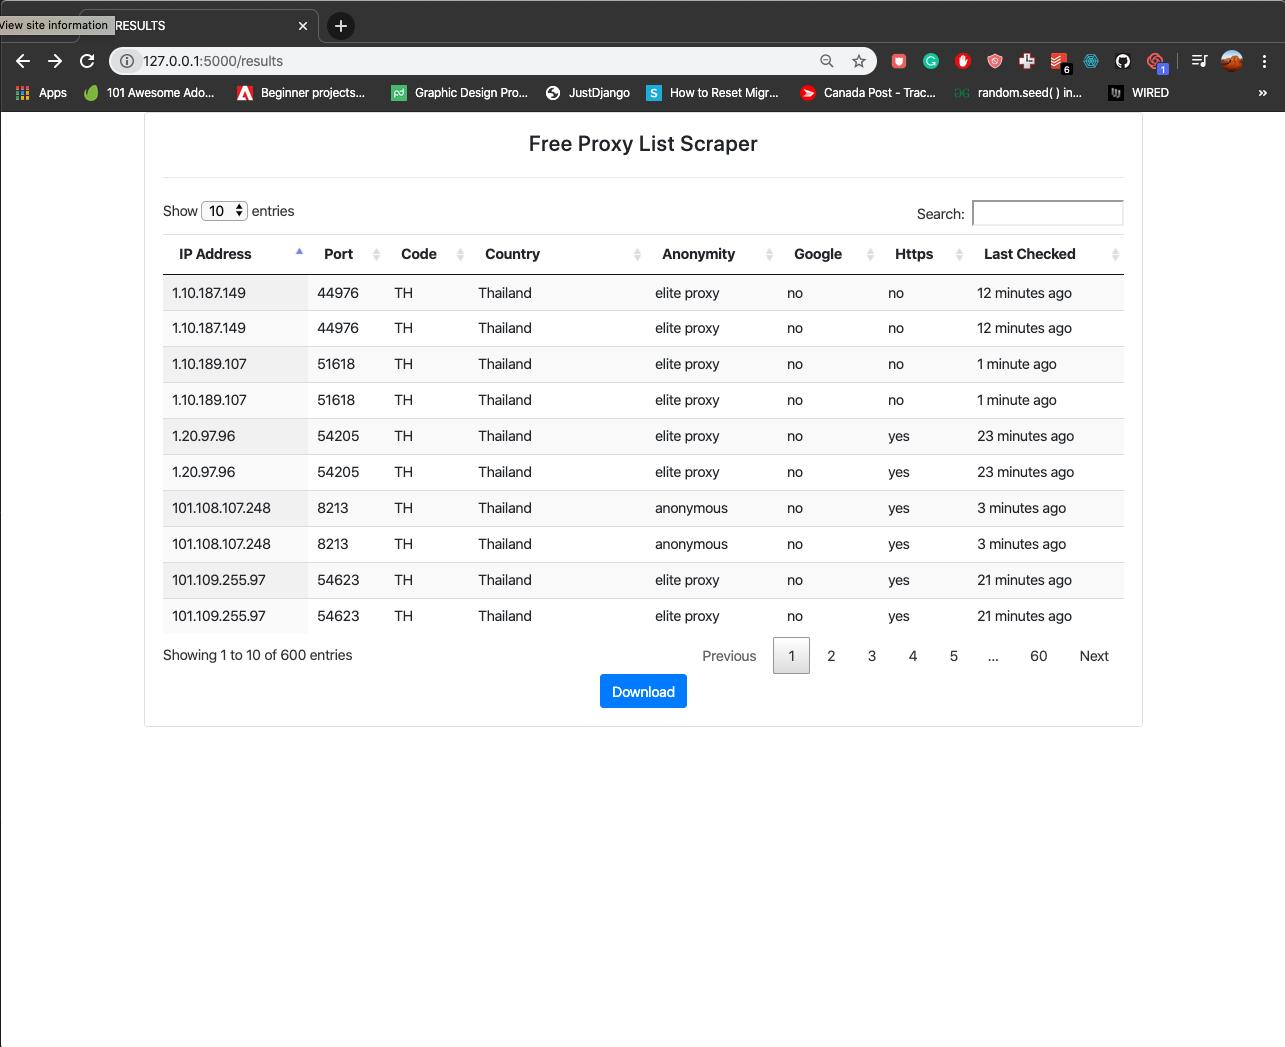 View site information RESULTS
127.0.0.1:5000/results
6
1
Apps 101 Awesome Ado... Beginner projects... Graphic Design Pro... JustDjango How to Reset Migr... Canada Post - Trac... random.seed( ) in... WIRED »
Free Proxy List Scraper
Show 10 entries Search:
IP Address Port Code Country Anonymity Google Https Last Checked
1.10.187.149 44976 TH Thailand elite proxy no no 12 minutes ago
1.10.187.149 44976 TH Thailand elite proxy no no 12 minutes ago
1.10.189.107 51618 TH Thailand elite proxy no no 1 minute ago
1.10.189.107 51618 TH Thailand elite proxy no no 1 minute ago
1.20.97.96 54205 TH Thailand elite proxy no yes 23 minutes ago
1.20.97.96 54205 TH Thailand elite proxy no yes 23 minutes ago
101.108.107.248 8213 TH Thailand anonymous no yes 3 minutes ago
101.108.107.248 8213 TH Thailand anonymous no yes 3 minutes ago
101.109.255.97 54623 TH Thailand elite proxy no yes 21 minutes ago
101.109.255.97 54623 TH Thailand elite proxy no yes 21 minutes ago
Showing 1 to 10 of 600 entries Previous 1 2 3 4 5 ... 60 Next
Download